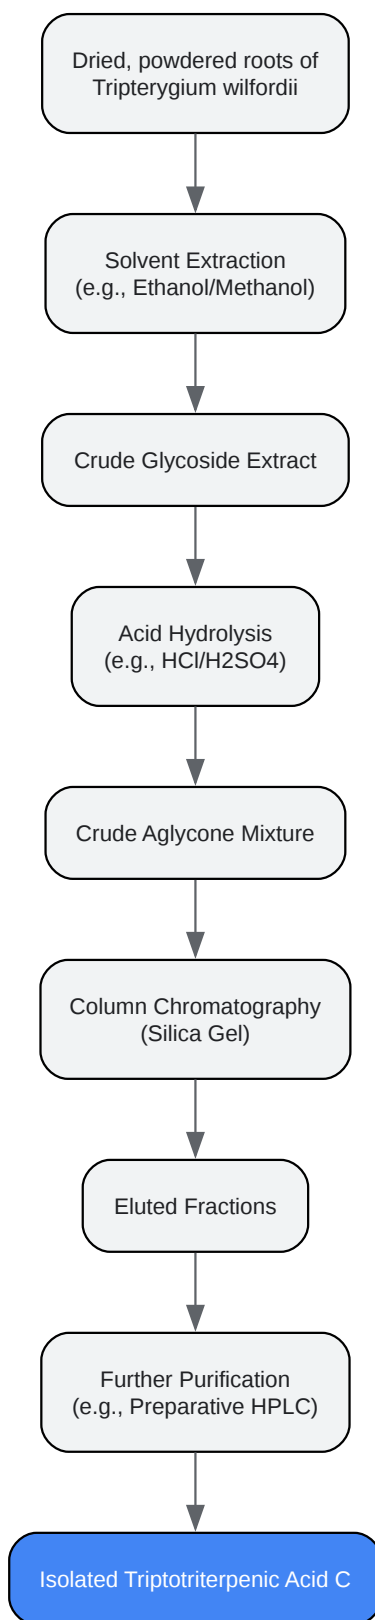 Dried, powdered roots of
Tripterygium wilfordii
Solvent Extraction
(e.g., Ethanol/Methanol)
Crude Glycoside Extract
Acid Hydrolysis
(e.g., HCl/H2SO4)
Crude Aglycone Mixture
Column Chromatography
(Silica Gel)
Eluted Fractions
Further Purification
(e.g., Preparative HPLC)
Isolated Triptotriterpenic Acid C